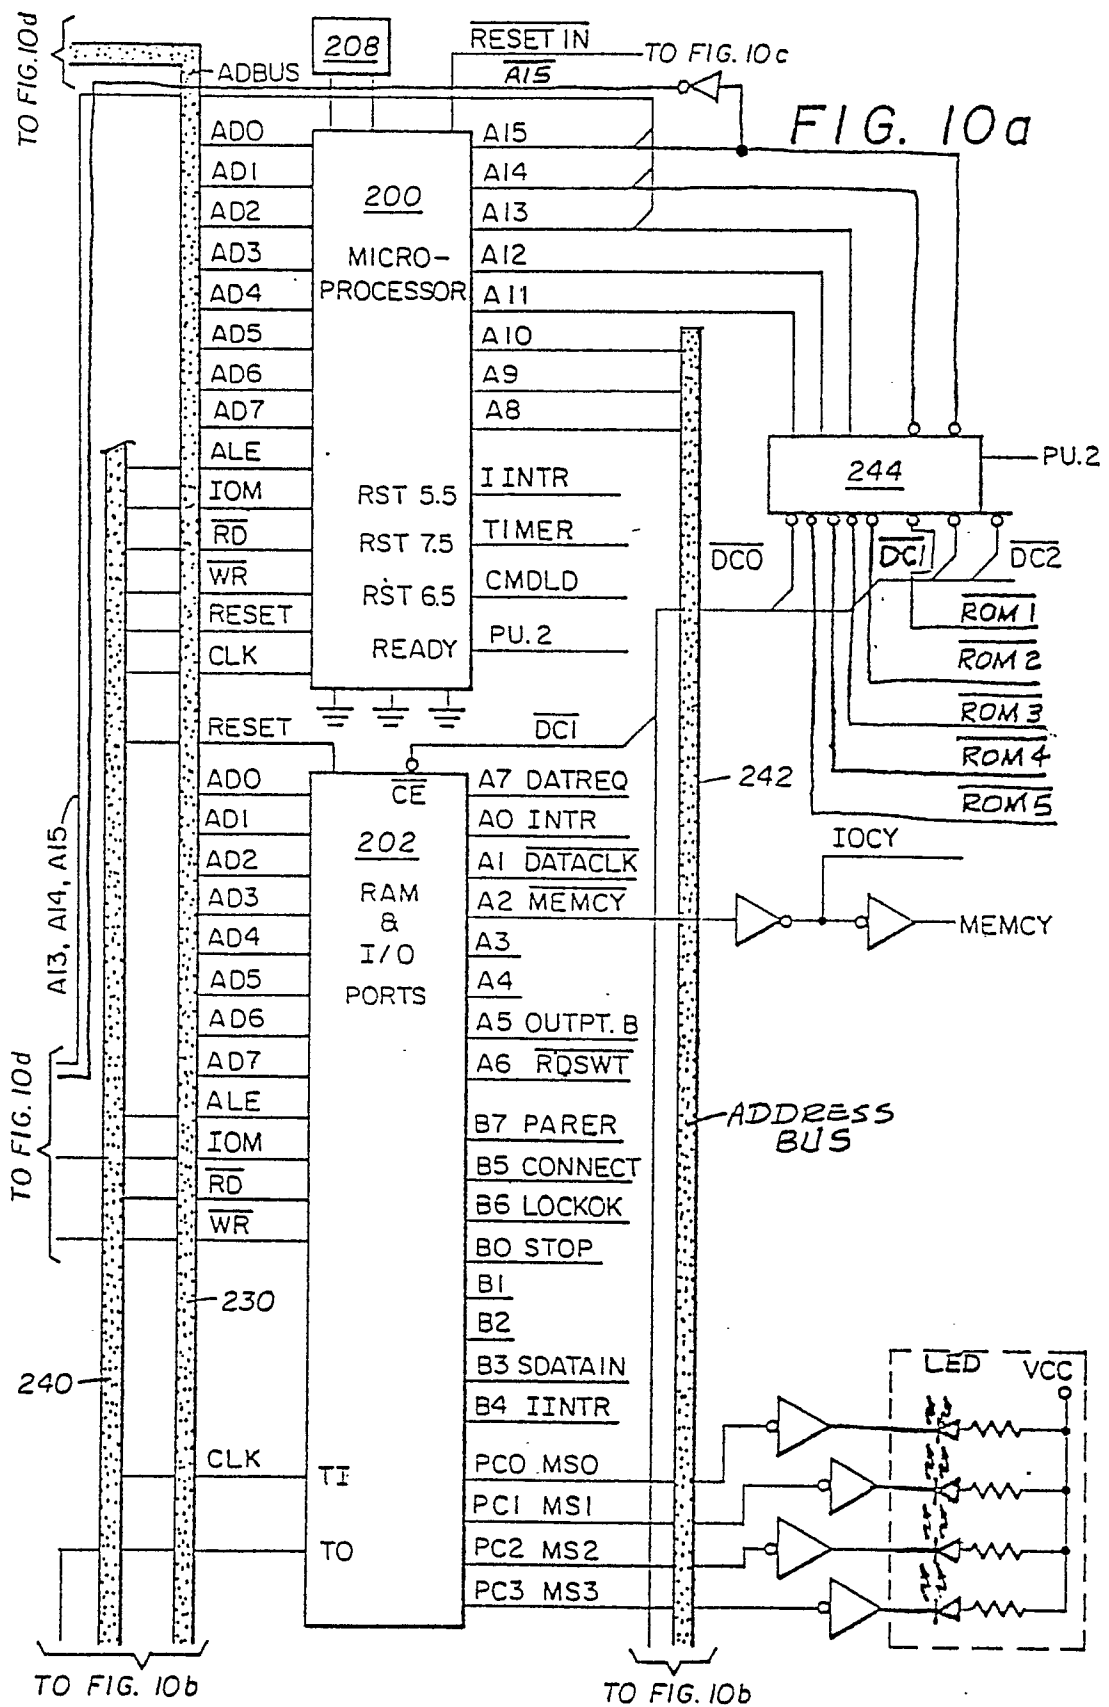 FIG. 10a
TO FIG. 10d
208
RESET IN
TO FIG. 10c
A15
ADBUS
200
MICRO-
PROCESSOR
AD0
AD1
AD2
AD3
AD4
AD5
AD6
AD7
ALE
IOM
RD
WR
RESET
CLK
A15
A14
A13
A12
A11
A10
A9
A8
RST 5.5
I INTR
RST 7.5
TIMER
RST 6.5
CMDLD
READY
PU.2
244
PU.2
DC0
DC1
DC2
ROM 1
ROM 2
ROM 3
ROM 4
ROM 5
RESET
DC1
CE
202
RAM
&
I/O
PORTS
AD0
AD1
AD2
AD3
AD4
AD5
AD6
AD7
ALE
IOM
RD
WR
A7 DATREQ
A0 INTR
A1 DATACLK
A2 MEMCY
A3
A4
A5 OUTPT. B
A6 RDSWT
B7 PARER
B5 CONNECT
B6 LOCKOK
B0 STOP
B1
B2
B3 SDATAIN
B4 IINTR
PC0 MS0
PC1 MS1
PC2 MS2
PC3 MS3
242
IOCY
MEMCY
ADDRESS
BUS
A13, A14, A15
TO FIG. 10d
230
240
CLK
TI
TO
LED
VCC
TO FIG. 10b
TO FIG. 10b